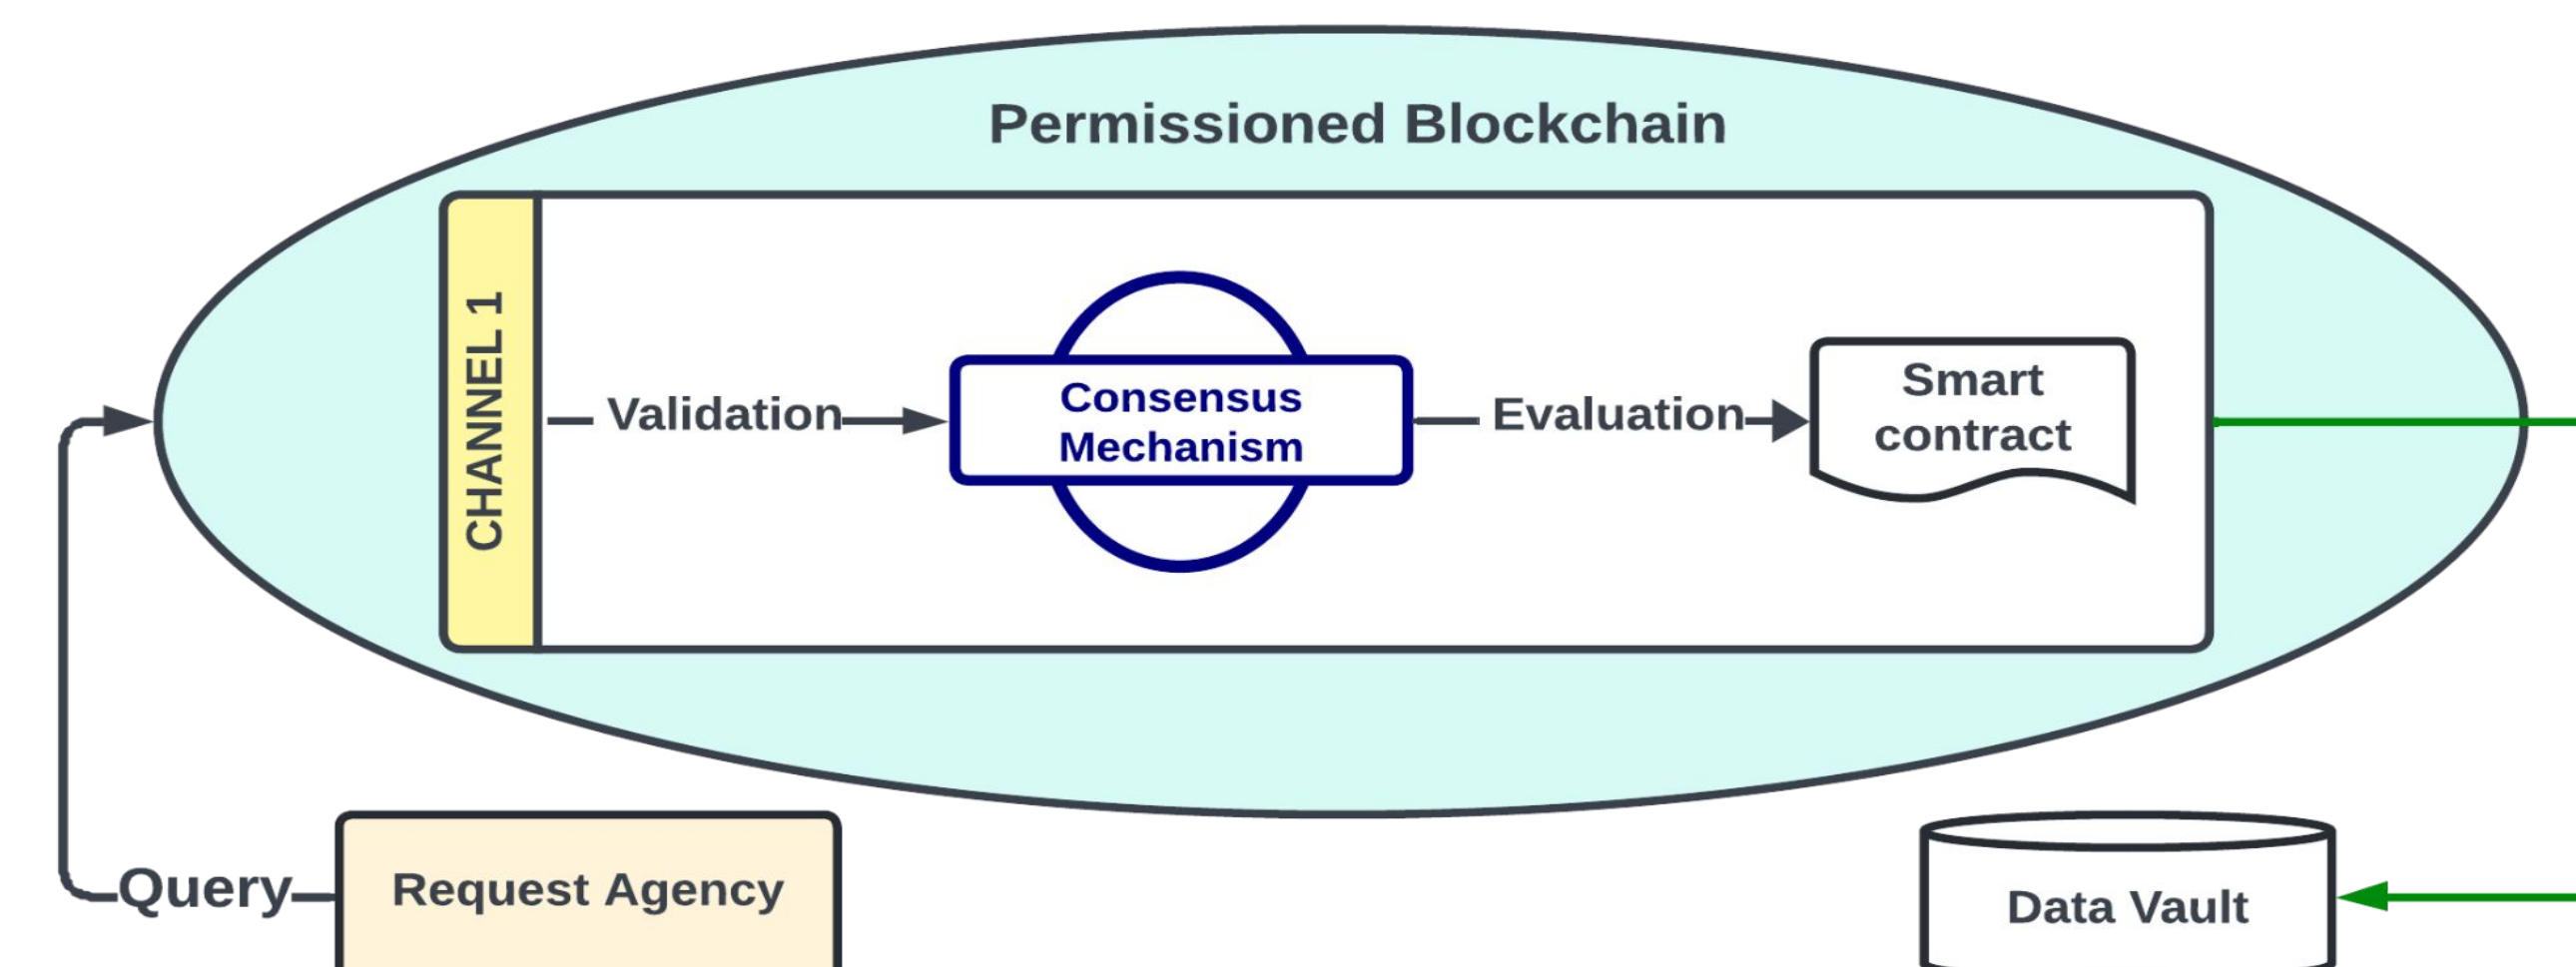 Permissioned Blockchain
CHANNEL 1
Validation
Consensus
Mechanism
Evaluation
Smart
contract
Query
Request Agency
Data Vault